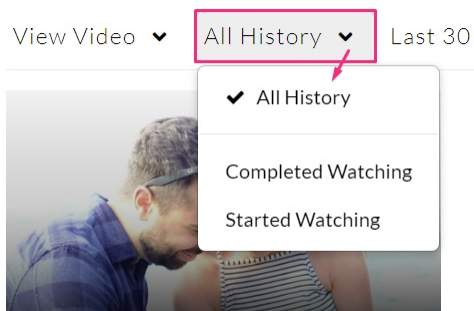 View Video All History Last 30
All History
Completed Watching
Started Watching